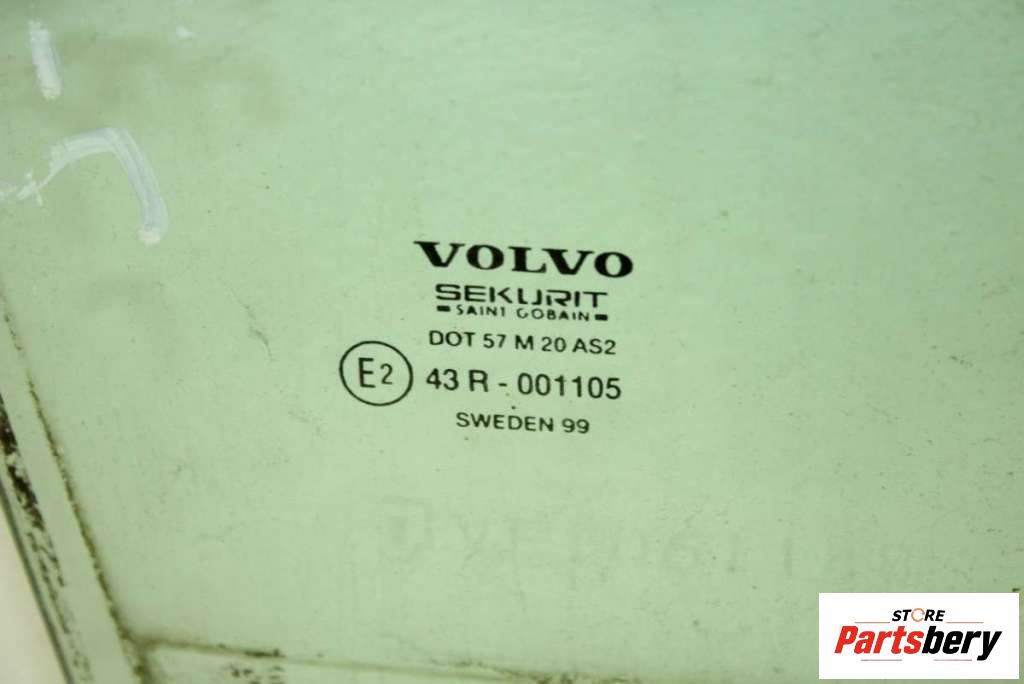 VOLVO
SEKURIT
SAINT GOBAIN
DOT 57 M 20 AS2
E2 43 R - 001105
SWEDEN 99
STORE
Partsbery